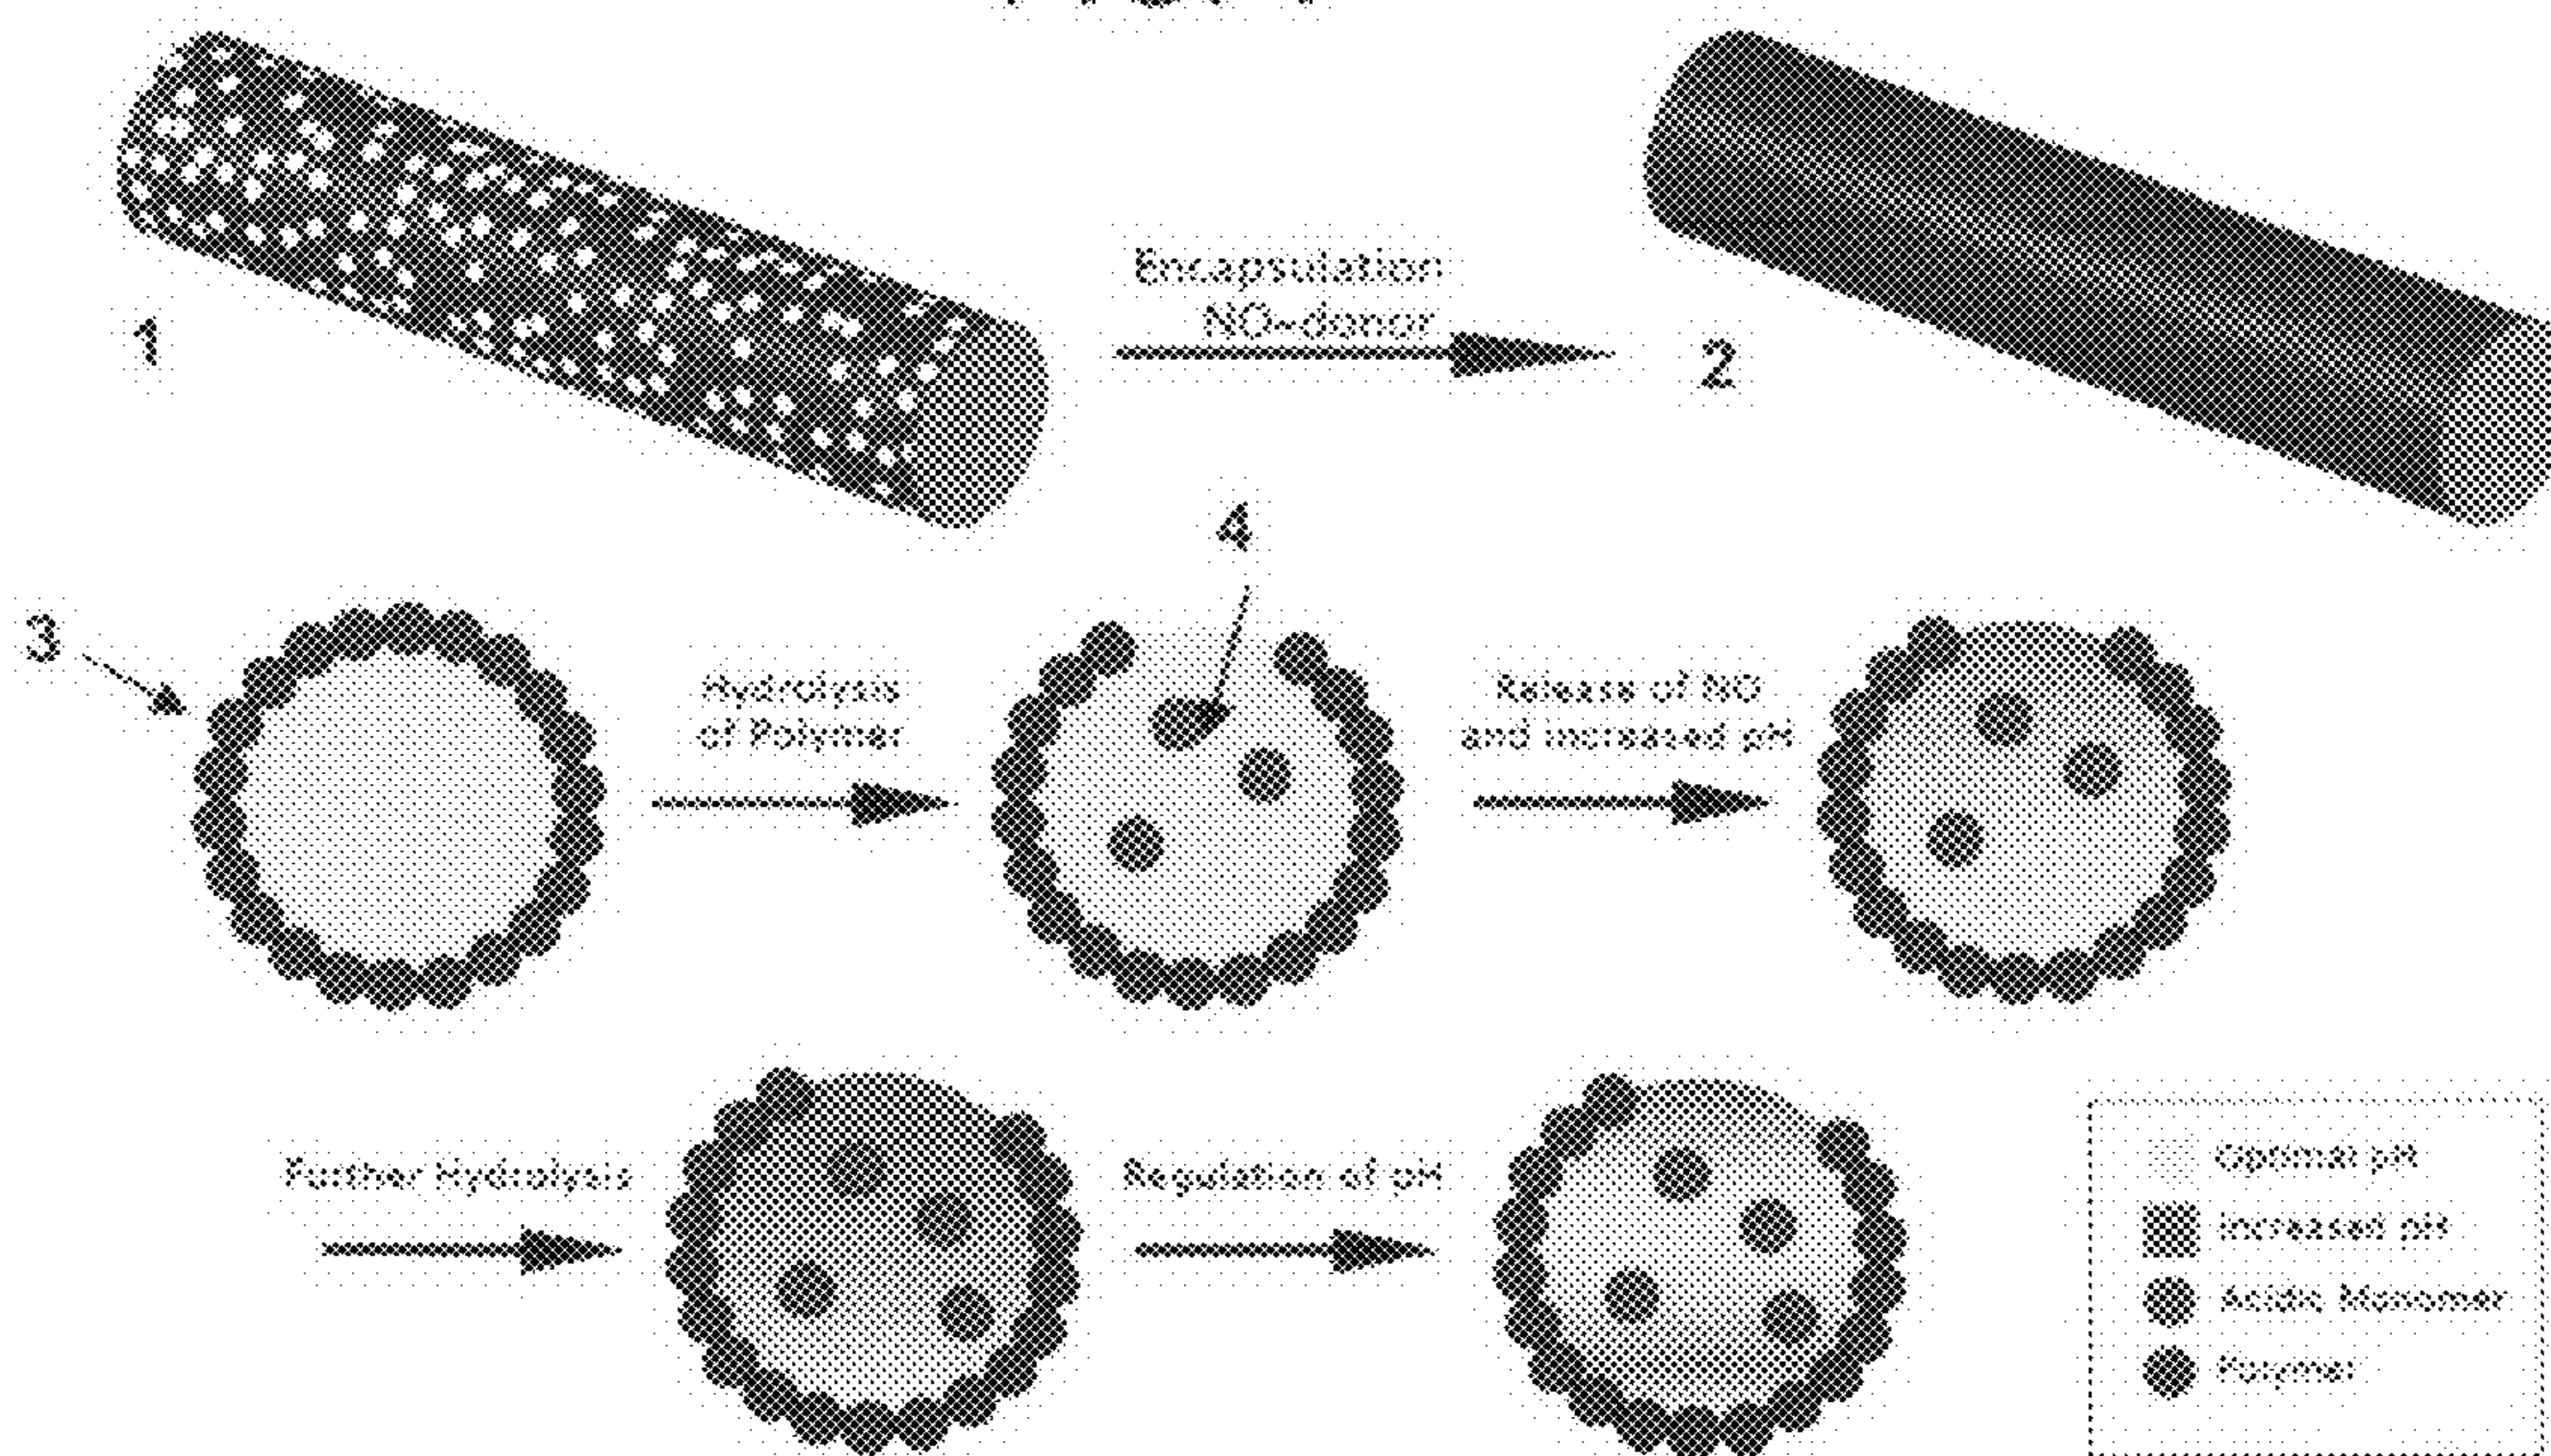 Encapsulation
NO-donor
1
2
4
3
Hydrolysis
of Polymer
Release of NO
and increased pH
Further Hydrolysis
Regulation of pH
Optimal pH
Increased pH
Acidic Monomer
Polymer